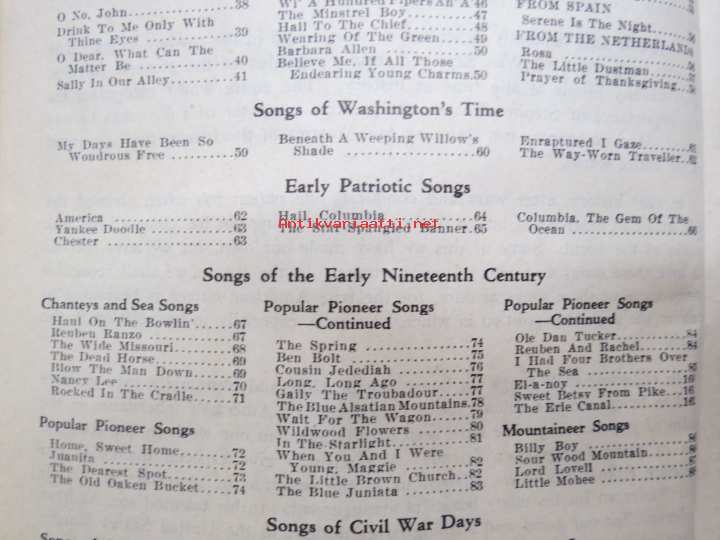 O No, John 38
Drink To Me Only With
Thine Eyes 39
O Dear, What Can The
Matter Be 40
Sally In Our Alley 41
Wi' A Hundred Pipers An' A 46
The Minstrel Boy 47
Hail To The Chief 48
Wearing Of The Green 49
Barbara Allen 50
Believe Me, If All Those
Endearing Young Charms. 50
FROM SPAIN
Serene Is The Night
FROM THE NETHERLANDS
Rosa
The Little Dustman
Prayer of Thanksgiving
Songs of Washington's Time
My Days Have Been So
Wondrous Free 59
Beneath A Weeping Willow's
Shade 60
Enraptured I Gaze
The Way-Worn Traveller
Early Patriotic Songs
America 62
Yankee Doodle 63
Chester 63
Hail, Columbia 64
The Star Spangled Banner. 65
Columbia, The Gem Of The
Ocean 66
Antikvariaatti.net
Songs of the Early Nineteenth Century
Chanteys and Sea Songs
Haul On The Bowlin' 67
Reuben Ranzo 67
The Wide Missouri 68
The Dead Horse 69
Blow The Man Down 69
Nancy Lee 70
Rocked In The Cradle 71
Popular Pioneer Songs
Home, Sweet Home 72
Juanita 72
The Dearest Spot 73
The Old Oaken Bucket 74
Popular Pioneer Songs
—Continued
The Spring 74
Ben Bolt 75
Cousin Jedediah 76
Long, Long Ago 77
Gaily The Troubadour 77
The Blue Alsatian Mountains. 78
Wait For The Wagon 79
Wildwood Flowers 80
In The Starlight 81
When You And I Were
Young, Maggie 82
The Little Brown Church 82
The Blue Juniata 83
Popular Pioneer Songs
—Continued
Ole Dan Tucker 84
Reuben And Rachel 84
I Had Four Brothers Over
The Sea
El-a-noy
Sweet Betsy From Pike
The Erie Canal
Mountaineer Songs
Billy Boy
Sour Wood Mountain
Lord Lovell
Little Mohee
Songs of Civil War Days